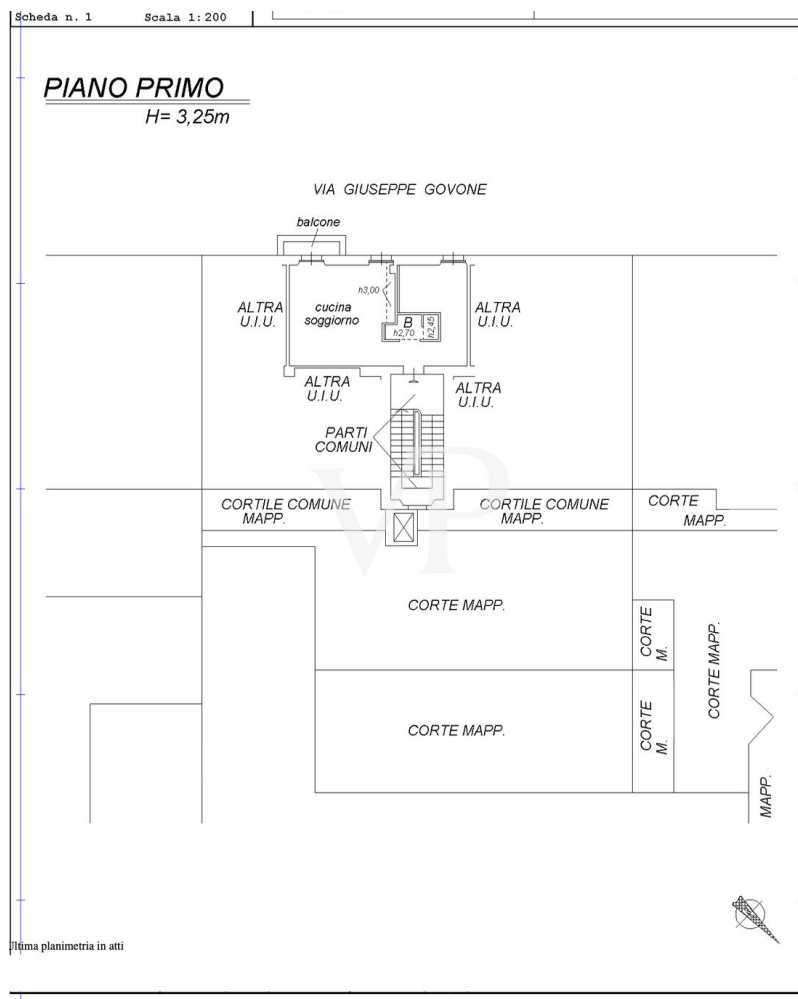 Scheda n. 1 Scala 1:200
PIANO PRIMO
H= 3,25m
VIA GIUSEPPE GOVONE
balcone
h3,00
ALTRA
U.I.U.
cucina
soggiorno
B
h2,70
h2,45
ALTRA
U.I.U.
ALTRA
U.I.U.
ALTRA
U.I.U.
PARTI
COMUNI
VP
CORTILE COMUNE
MAPP.
CORTILE COMUNE
MAPP.
CORTE
MAPP.
CORTE MAPP.
CORTE
M.
CORTE MAPP.
CORTE MAPP.
CORTE
M.
MAPP.
Ultima planimetria in atti